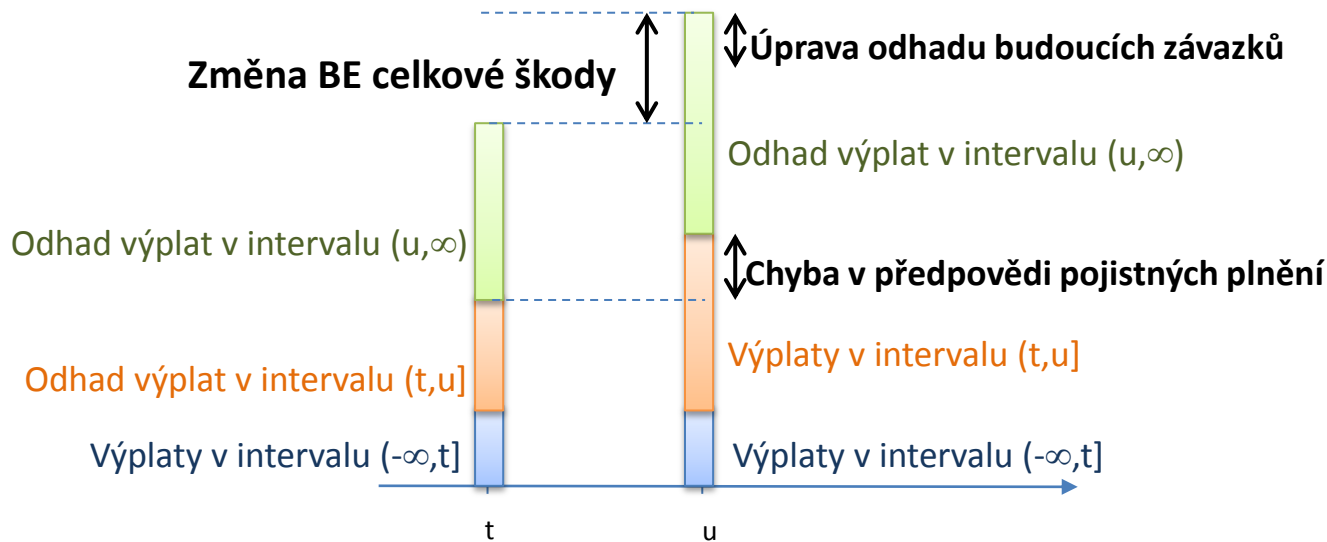 Změna BE celkové škody
Úprava odhadu budoucích závazků
Odhad výplat v intervalu (u,∞)
Odhad výplat v intervalu (u,∞)
Chyba v předpovědi pojistných plnění
Odhad výplat v intervalu (t,u]
Výplaty v intervalu (t,u]
Výplaty v intervalu (-∞,t]
Výplaty v intervalu (-∞,t]
t
u